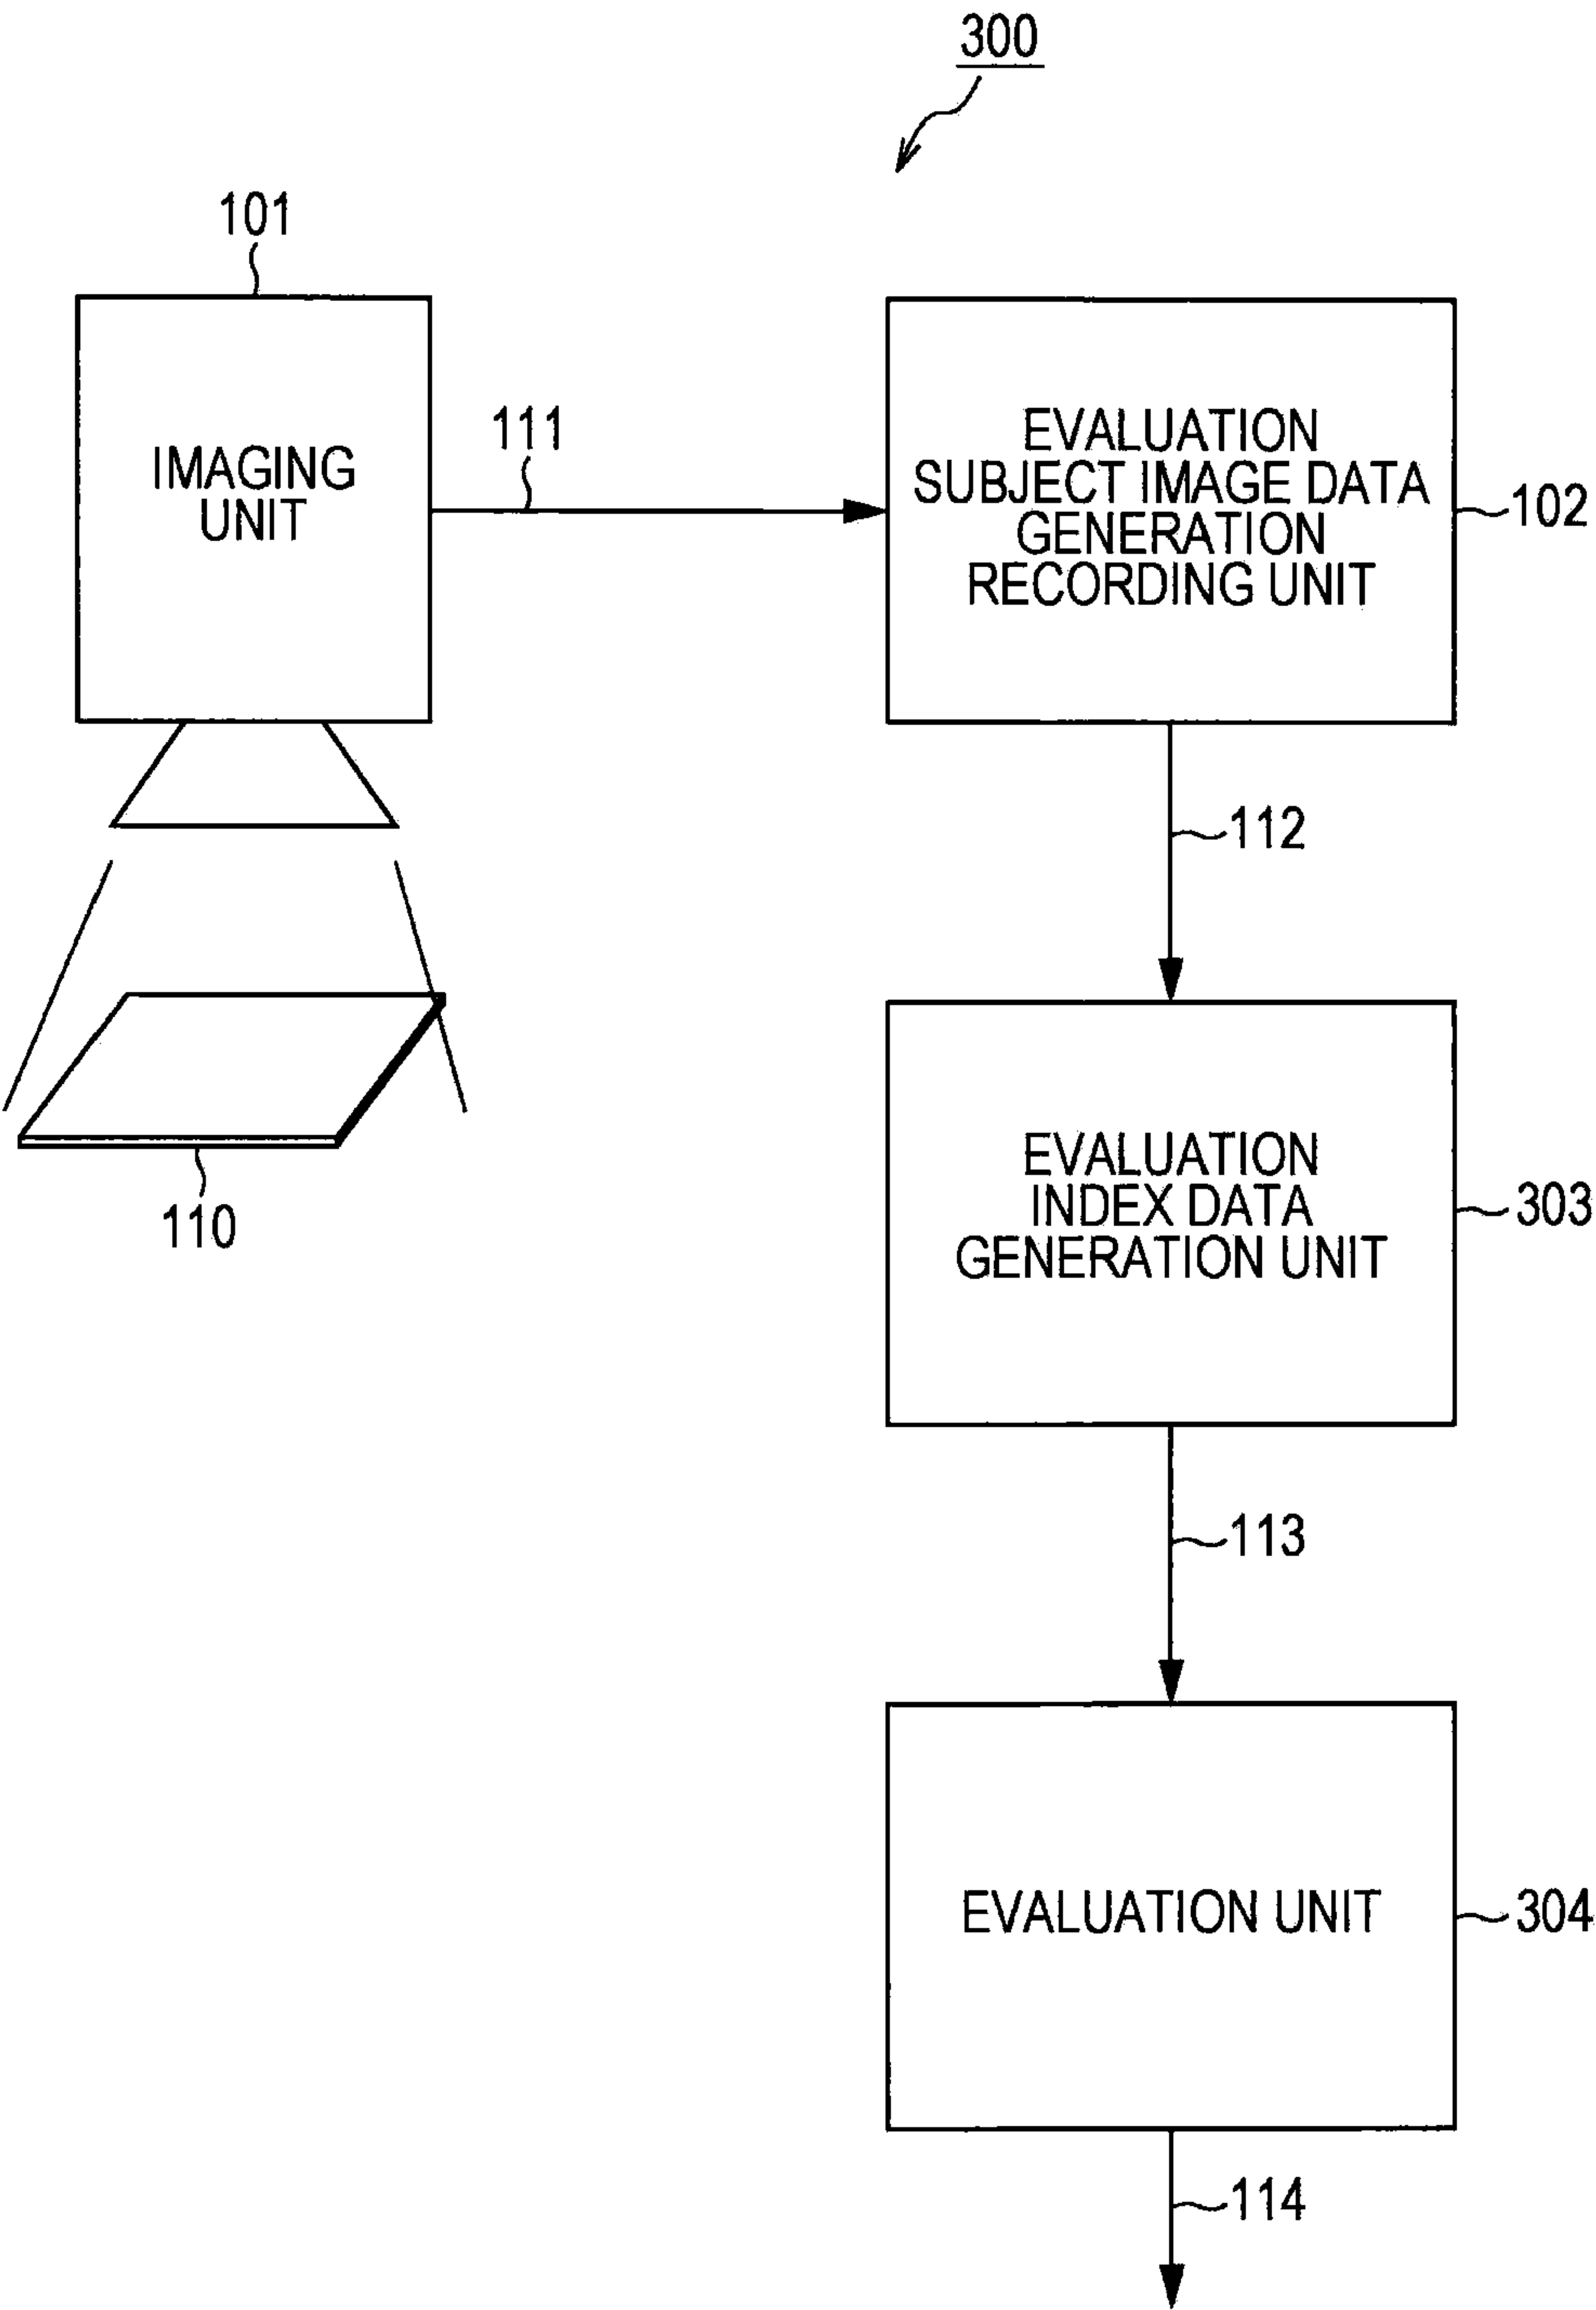 300
101
IMAGING
UNIT
111
EVALUATION
SUBJECT IMAGE DATA
GENERATION
RECORDING UNIT
102
112
110
EVALUATION
INDEX DATA
GENERATION UNIT
303
113
EVALUATION UNIT
304
114